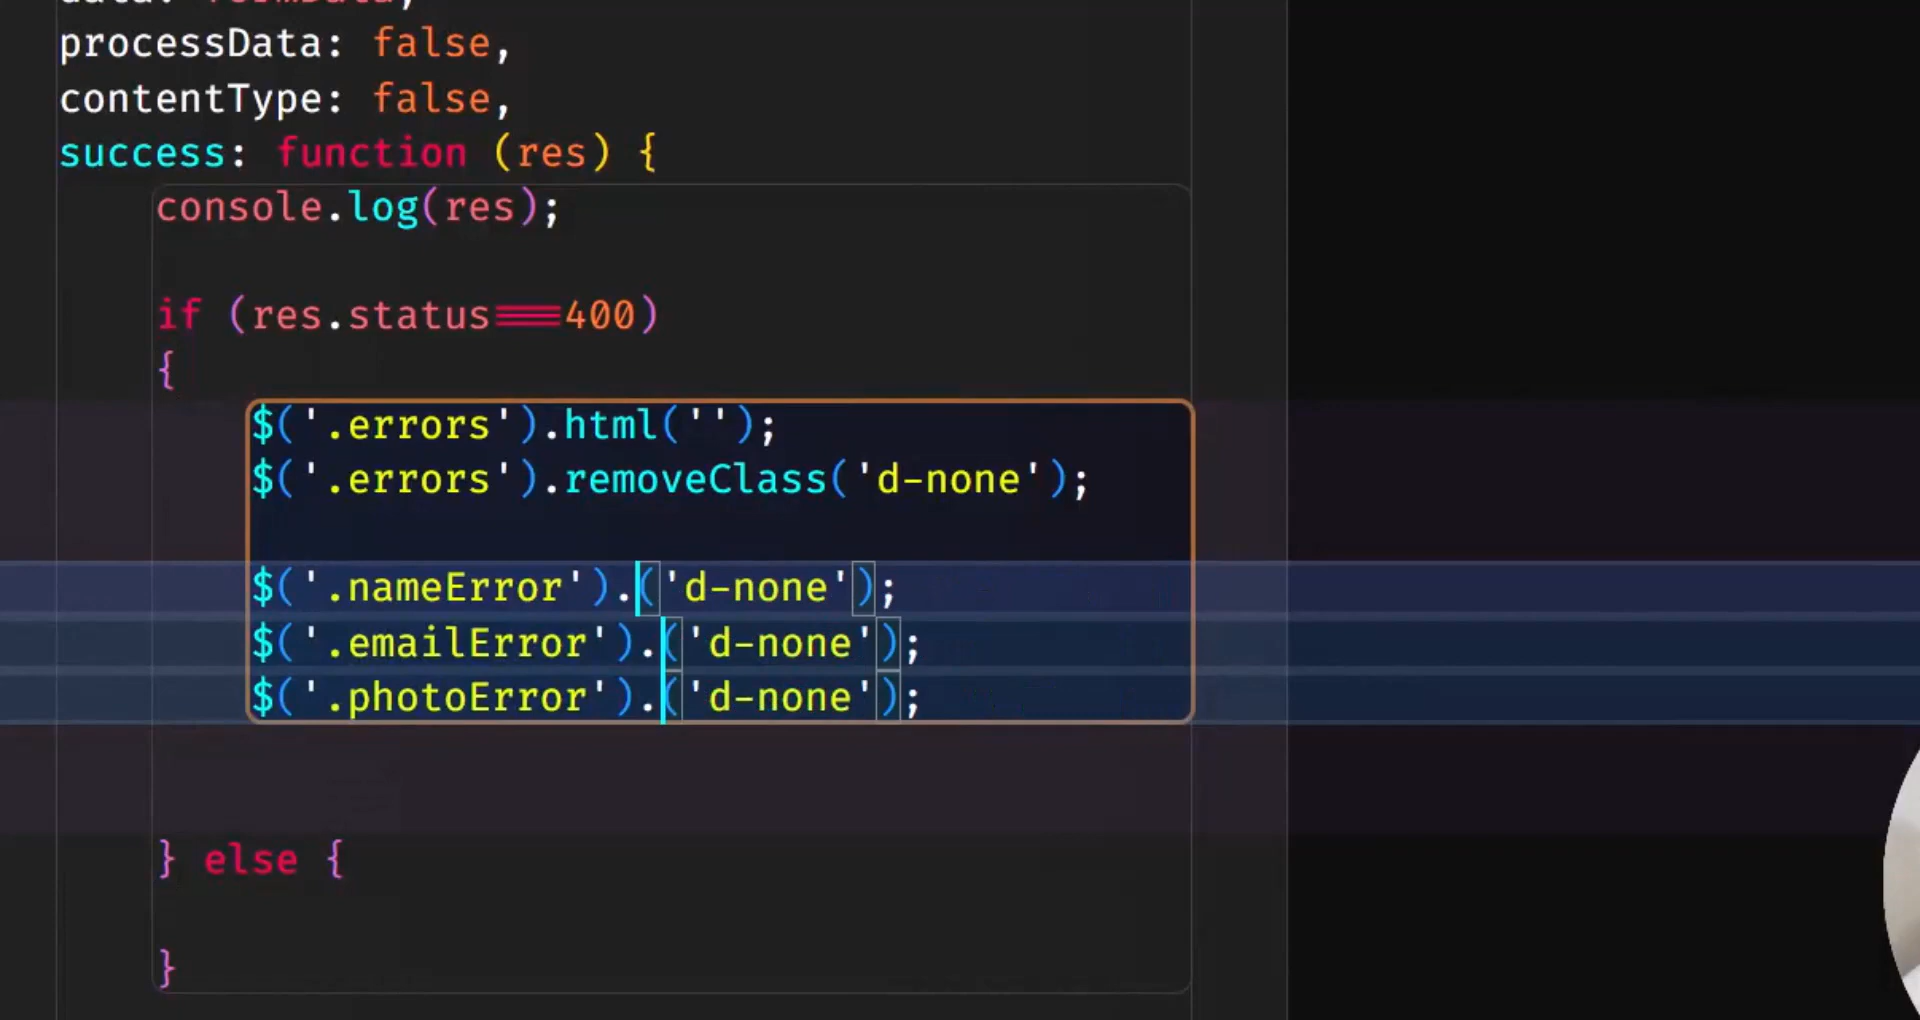 processData: false,
contentType: false,
success: function (res) {
console.log(res);
if (res.status===400)
{
$('.errors').html('');
$('.errors').removeClass('d-none');
$('.nameError').('d-none');
$('.emailError').('d-none');
$('.photoError').('d-none');
} else {
}